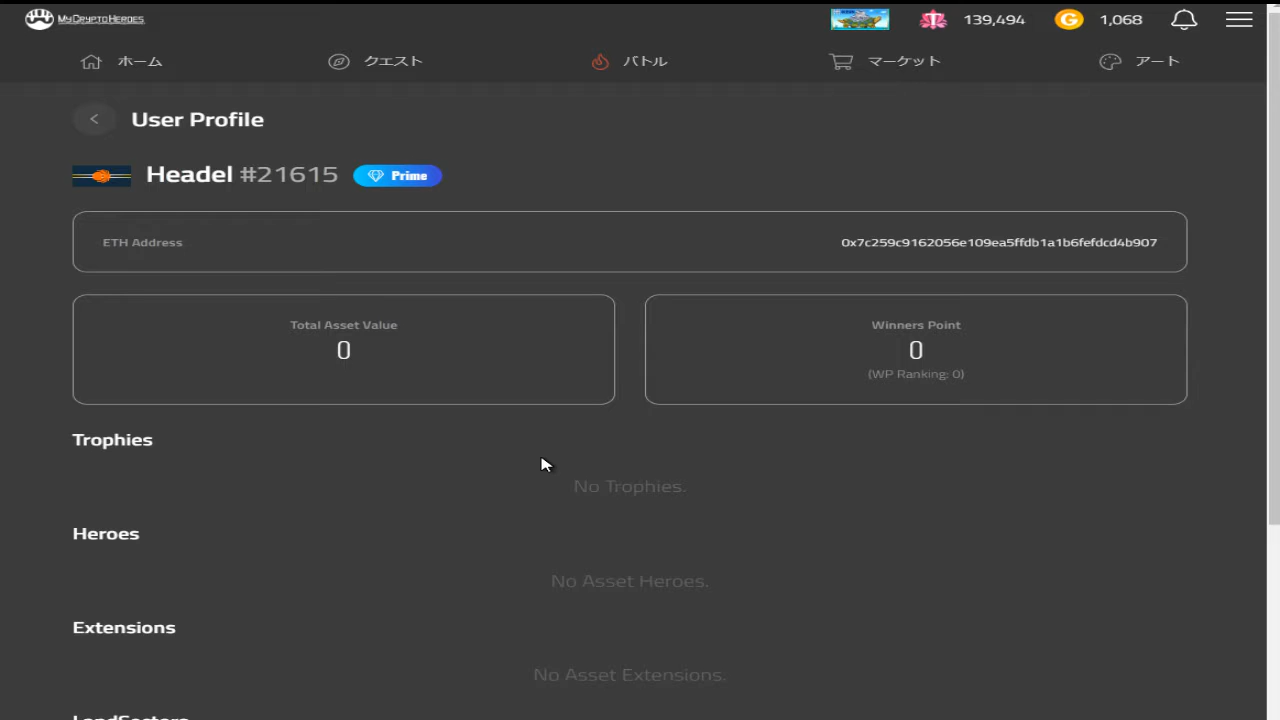 MyCryptoHeroes 139,494 1,068
ホーム クエスト バトル マーケット アート
User Profile
Headel #21615 Prime
ETH Address 0x7c259c9162056e109ea5ffdb1a1b6fefdcd4b907
Total Asset Value
0
Winners Point
0
(WP Ranking: 0)
Trophies
No Trophies.
Heroes
No Asset Heroes.
Extensions
No Asset Extensions.
LandSectors